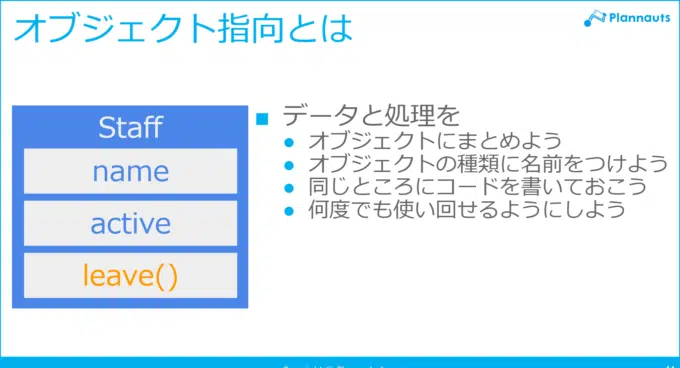 オブジェクト指向とは
Plannauts
Staff
name
active
leave()
データと処理を
オブジェクトにまとめよう
オブジェクトの種類に名前をつけよう
同じところにコードを書いておこう
何度でも使い回せるようにしよう